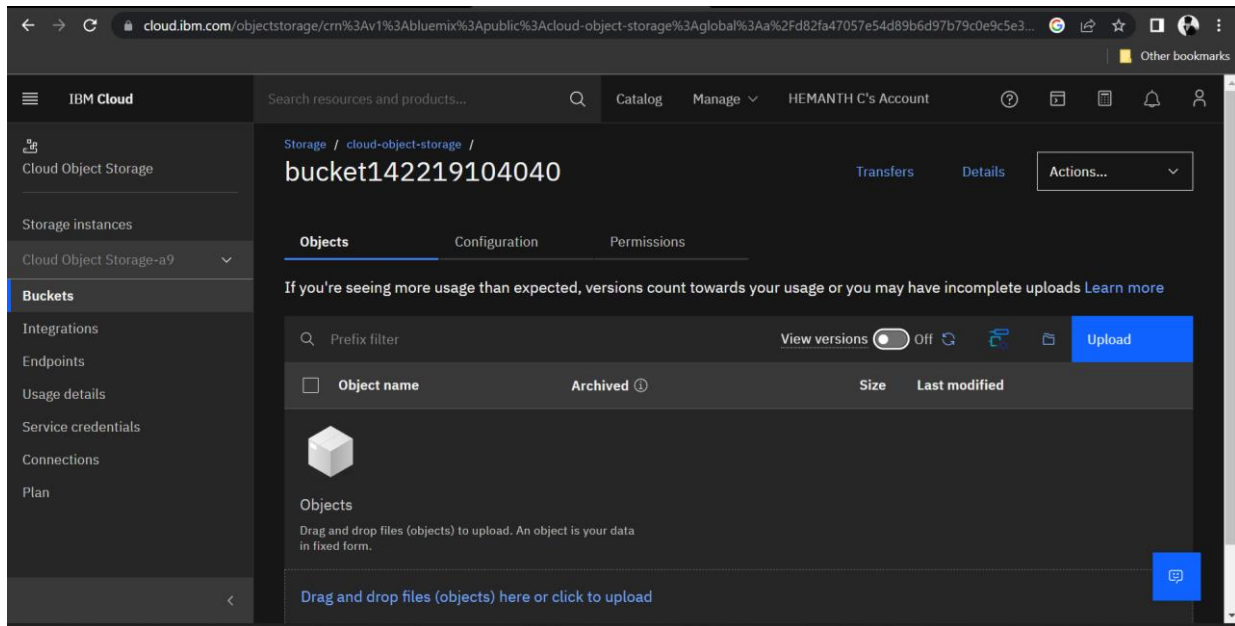 cloud.ibm.com/objectstorage/crn%3Av1%3Abluemix%3Apublic%3Acloud-object-storage%3Aglobal%3Aa%2Fd82fa47057e54d89b6d97b79c0e9c5e3...
Other bookmarks
IBM Cloud
Search resources and products...
Catalog
Manage
HEMANTH C's Account
Cloud Object Storage
Storage instances
Cloud Object Storage-a9
Buckets
Integrations
Endpoints
Usage details
Service credentials
Connections
Plan
Storage / cloud-object-storage /
bucket142219104040
Transfers
Details
Actions...
Objects
Configuration
Permissions
If you're seeing more usage than expected, versions count towards your usage or you may have incomplete uploads Learn more
Prefix filter
View versions
Off
Upload
Object name
Archived
Size
Last modified
Objects
Drag and drop files (objects) to upload. An object is your data
in fixed form.
Drag and drop files (objects) here or click to upload